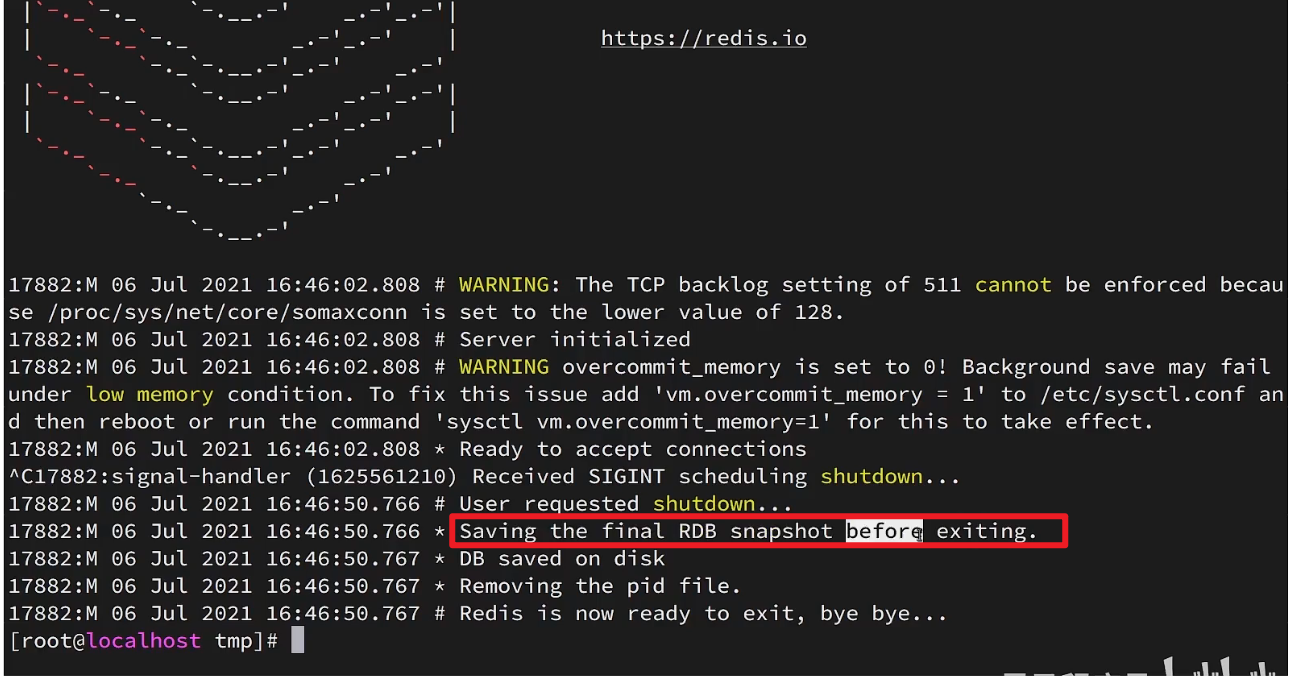 https://redis.io
17882:M 06 Jul 2021 16:46:02.808 # WARNING: The TCP backlog setting of 511 cannot be enforced becau
se /proc/sys/net/core/somaxconn is set to the lower value of 128.
17882:M 06 Jul 2021 16:46:02.808 # Server initialized
17882:M 06 Jul 2021 16:46:02.808 # WARNING overcommit_memory is set to 0! Background save may fail
under low memory condition. To fix this issue add 'vm.overcommit_memory = 1' to /etc/sysctl.conf an
d then reboot or run the command 'sysctl vm.overcommit_memory=1' for this to take effect.
17882:M 06 Jul 2021 16:46:02.808 * Ready to accept connections
^C17882:signal-handler (1625561210) Received SIGINT scheduling shutdown...
17882:M 06 Jul 2021 16:46:50.766 # User requested shutdown...
17882:M 06 Jul 2021 16:46:50.766 * Saving the final RDB snapshot before exiting.
17882:M 06 Jul 2021 16:46:50.767 * DB saved on disk
17882:M 06 Jul 2021 16:46:50.767 * Removing the pid file.
17882:M 06 Jul 2021 16:46:50.767 # Redis is now ready to exit, bye bye...
[root@localhost tmp]#